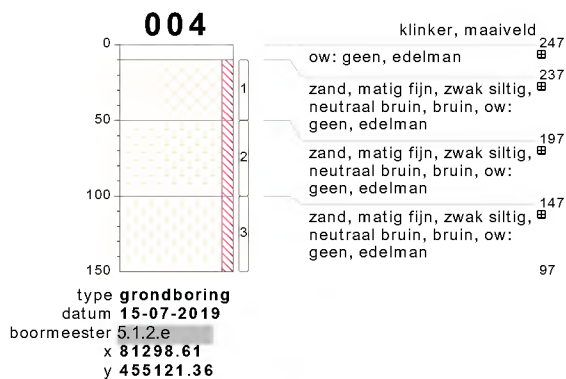 004
klinker, maaiveld
0
247
ow: geen, edelman
237
1
zand, matig fijn, zwak siltig,
neutraal bruin, bruin, ow:
geen, edelman
50
197
2
zand, matig fijn, zwak siltig,
neutraal bruin, bruin, ow:
geen, edelman
100
147
3
zand, matig fijn, zwak siltig,
neutraal bruin, bruin, ow:
geen, edelman
150
97
type grondboring
datum 15-07-2019
boormeester 5.1.2.e
x 81298.61
y 455121.36